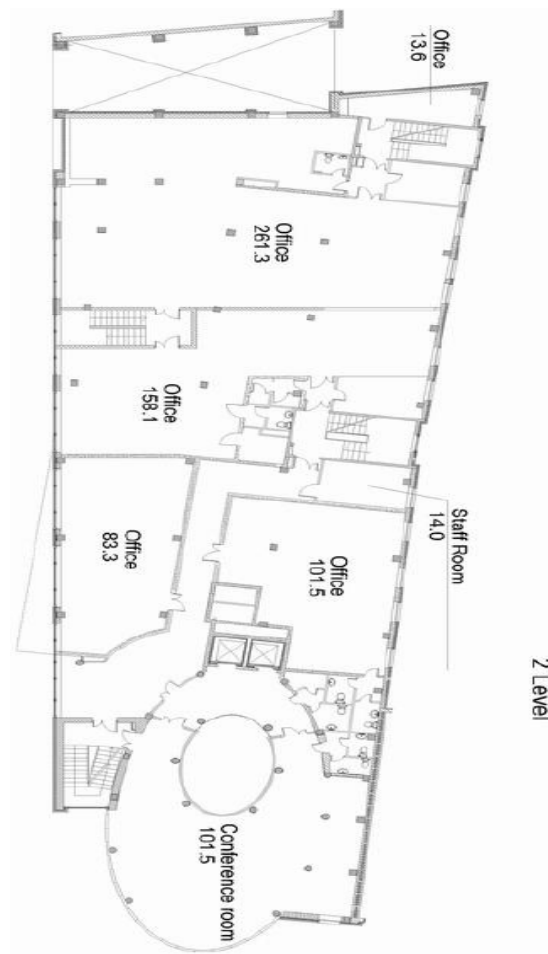 Office
13.6
Office
261.3
Office
158.1
Staff Room
14.0
Office
83.3
Office
101.5
2 Level
Conference room
101.5